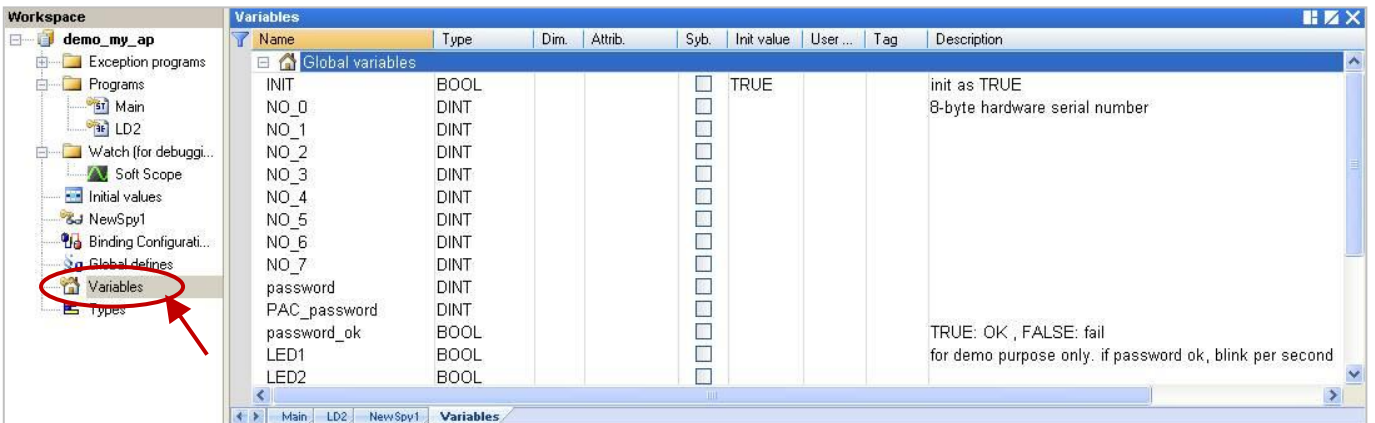 Workspace
demo_my_ap
Exception programs
Programs
Main
LD2
Watch (for debuggi...
Soft Scope
Initial values
NewSpy1
Binding Configurati...
Global defines
Variables
Types
Variables
Name Type Dim. Attrib. Syb. Init value User ... Tag Description
Global variables
INIT BOOL TRUE init as TRUE
NO_0 DINT 8-byte hardware serial number
NO_1 DINT
NO_2 DINT
NO_3 DINT
NO_4 DINT
NO_5 DINT
NO_6 DINT
NO_7 DINT
password DINT
PAC_password DINT
password_ok BOOL TRUE: OK , FALSE: fail
LED1 BOOL for demo purpose only. if password ok, blink per second
LED2 BOOL
Main LD2 NewSpy1 Variables